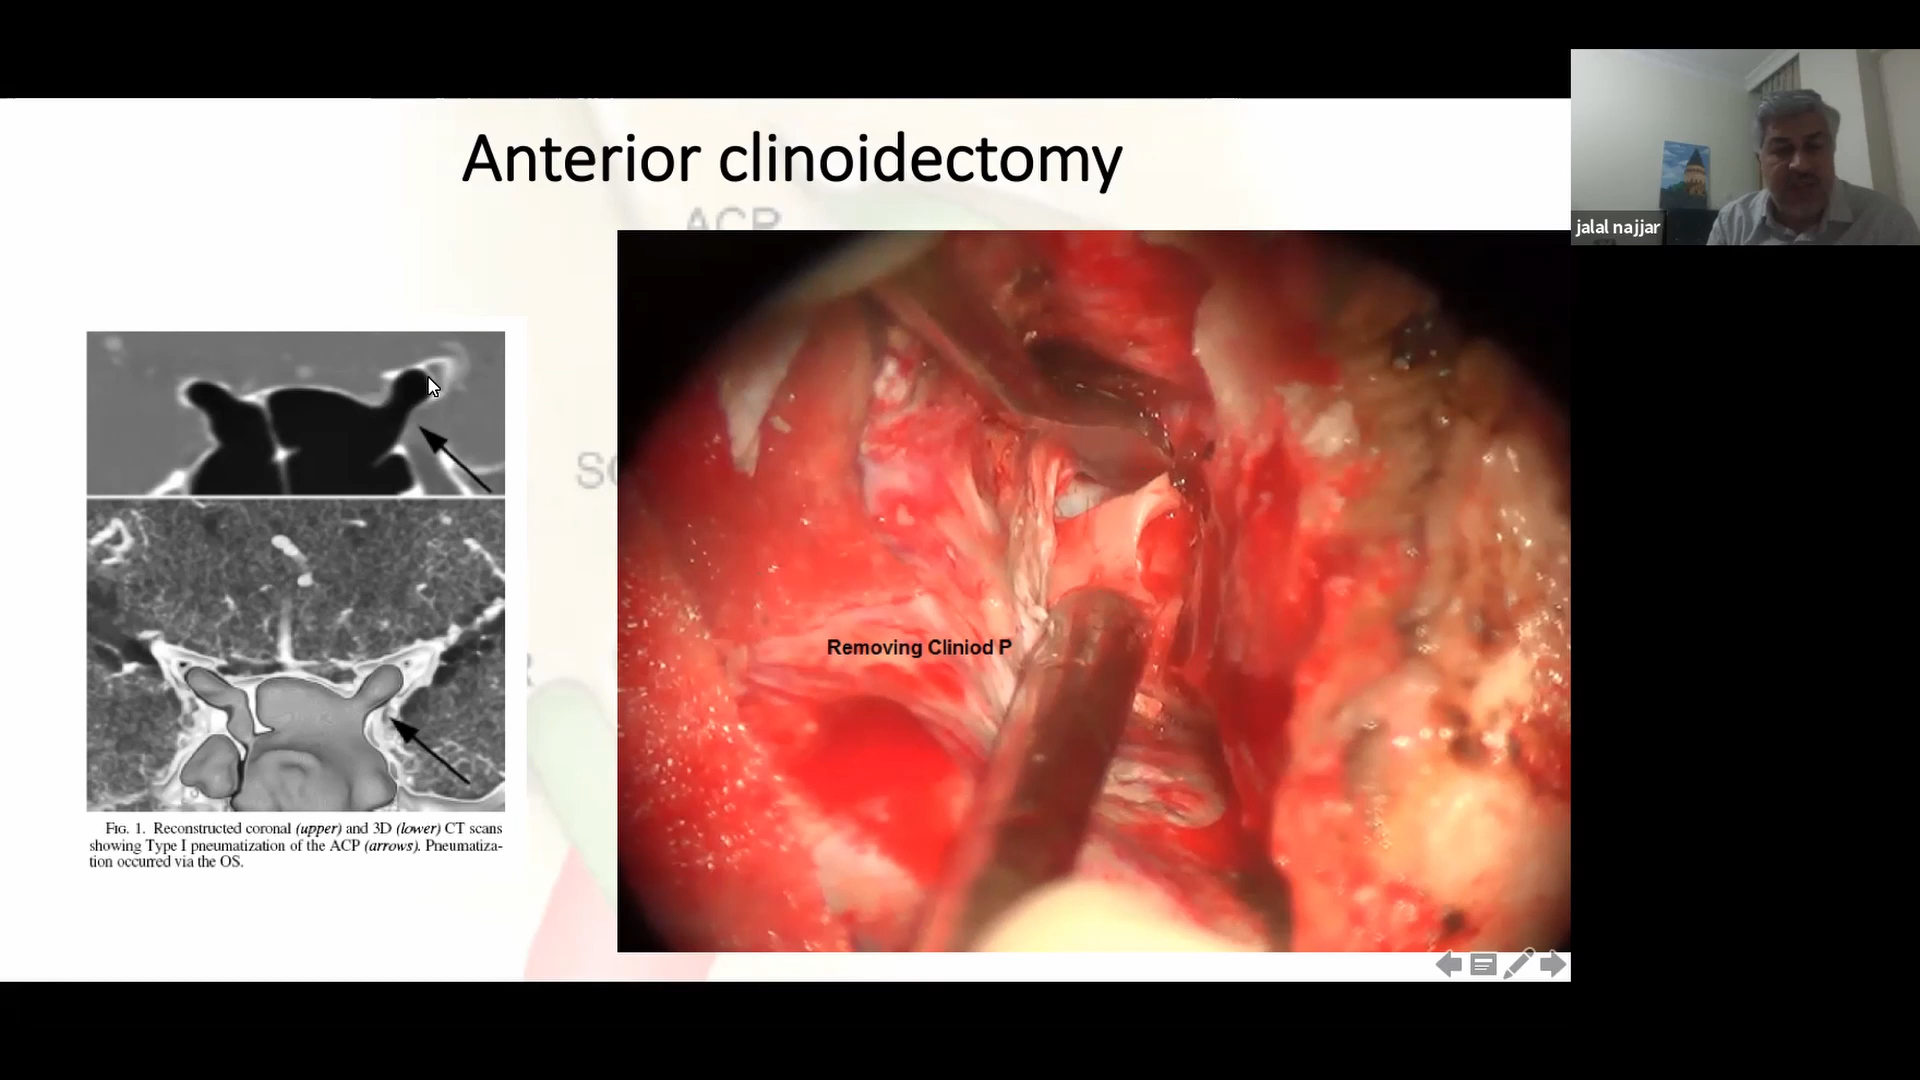 Anterior clinoidectomy
ACP
jalal najjar
Removing Cliniod P
FIG. 1. Reconstructed coronal (upper) and 3D (lower) CT scans
showing Type I pneumatization of the ACP (arrows). Pneumatiza-
tion occurred via the OS.